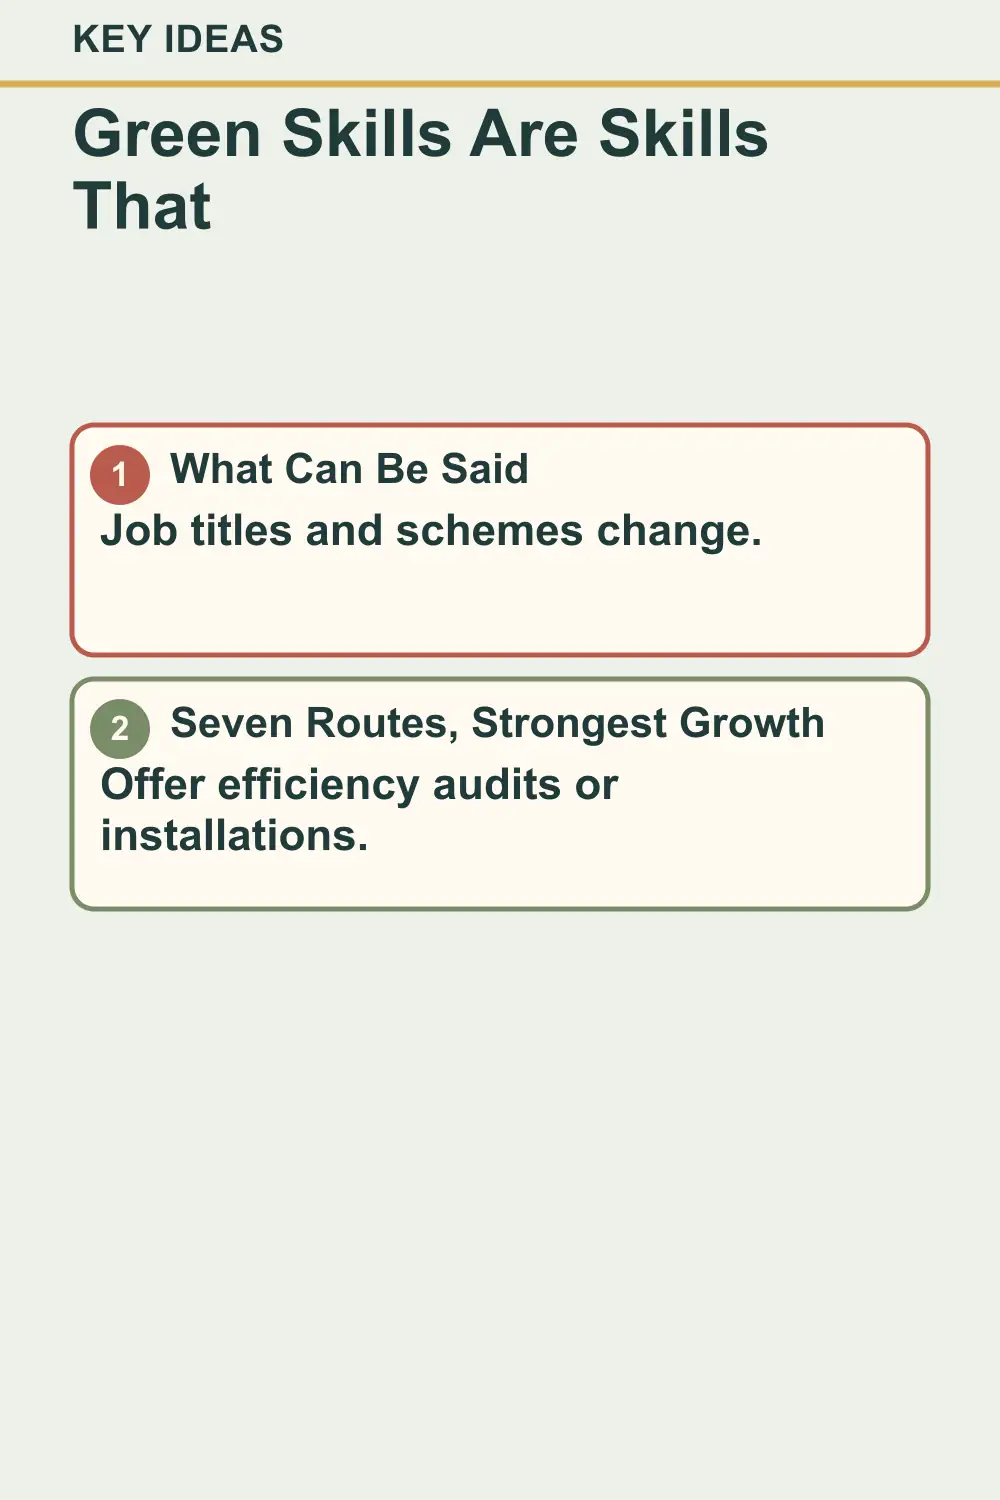 KEY IDEAS
Green Skills Are Skills
That
1 What Can Be Said
Job titles and schemes change.
2 Seven Routes, Strongest Growth
Offer efficiency audits or
installations.